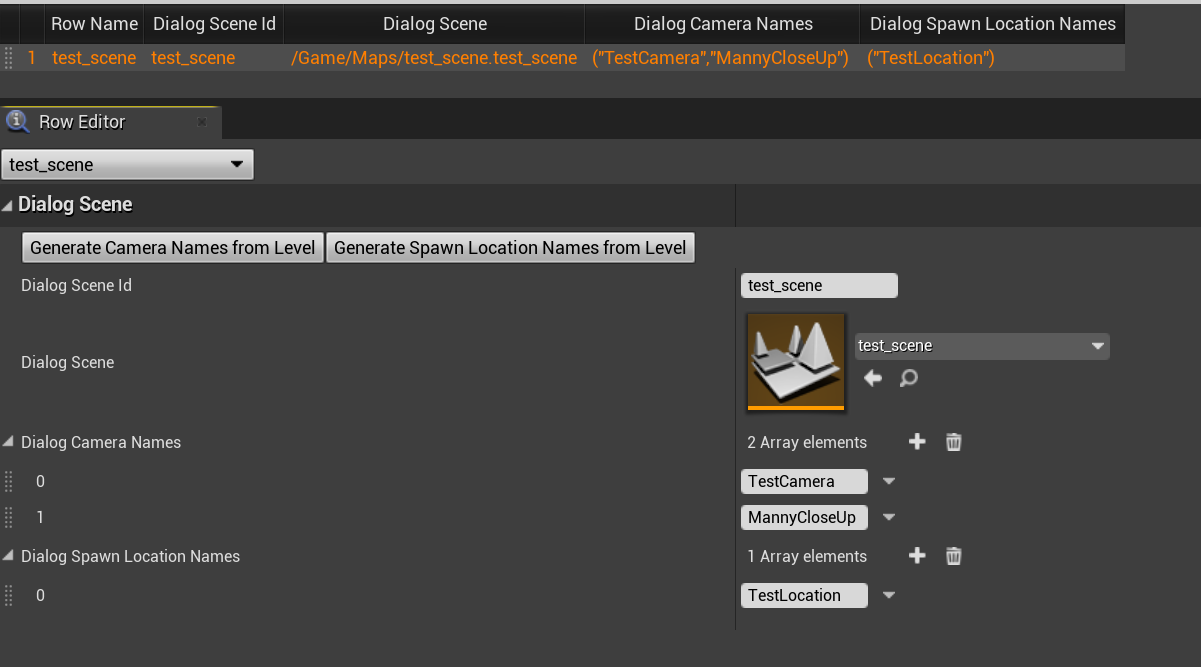 Row Name Dialog Scene Id Dialog Scene Dialog Camera Names Dialog Spawn Location Names
1 test_scene test_scene /Game/Maps/test_scene.test_scene ("TestCamera","MannyCloseUp") ("TestLocation")
Row Editor
test_scene
Dialog Scene
Generate Camera Names from Level Generate Spawn Location Names from Level
Dialog Scene Id test_scene
Dialog Scene test_scene
Dialog Camera Names 2 Array elements
0 TestCamera
1 MannyCloseUp
Dialog Spawn Location Names 1 Array elements
0 TestLocation